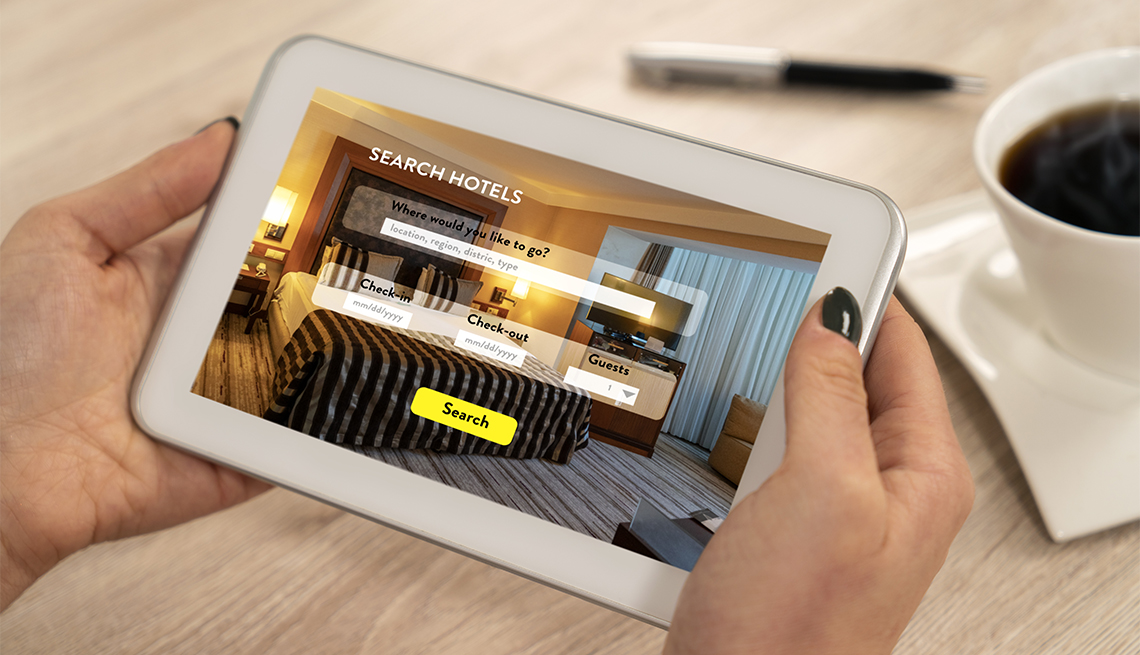 SEARCH HOTELS
Where would you like to go?
location, region, distric, type
Check-in
mm/dd/yyyy
Check-out
mm/dd/yyyy
Guests
1
Search